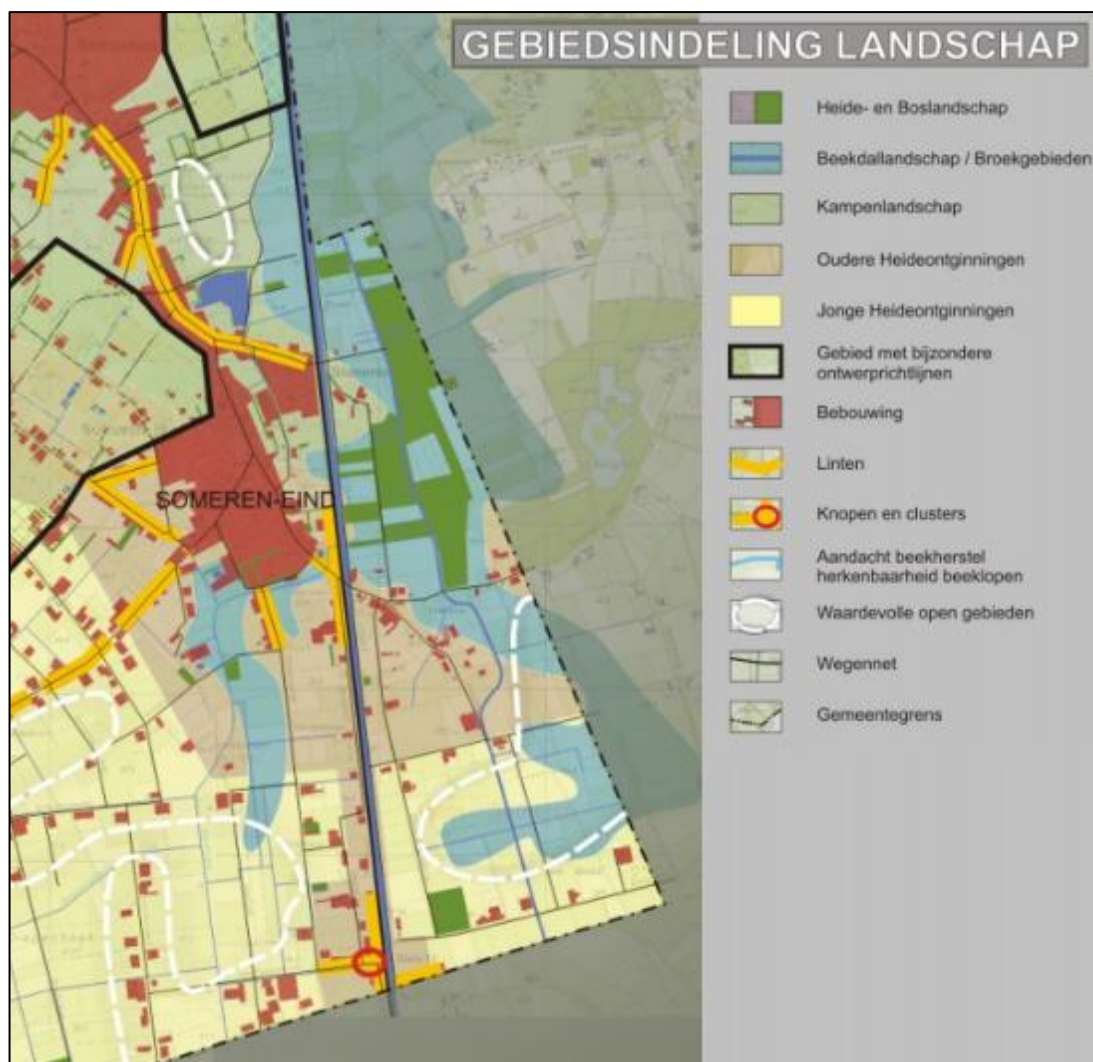 GEBIEDSINDELING LANDSCHAP
Heide- en Boslandschap
Beekdallandschap / Broekgebieden
Kampenlandschap
Oudere Heideontginningen
Jonge Heideontginningen
Gebied met bijzondere
ontwerprichtlijnen
Bebouwing
Linten
Knopen en clusters
Aandacht beekherstel
herkenbaarheid beeklopen
Waardevolle open gebieden
Wegennet
Gemeentegrens
SOMEREN-EIND